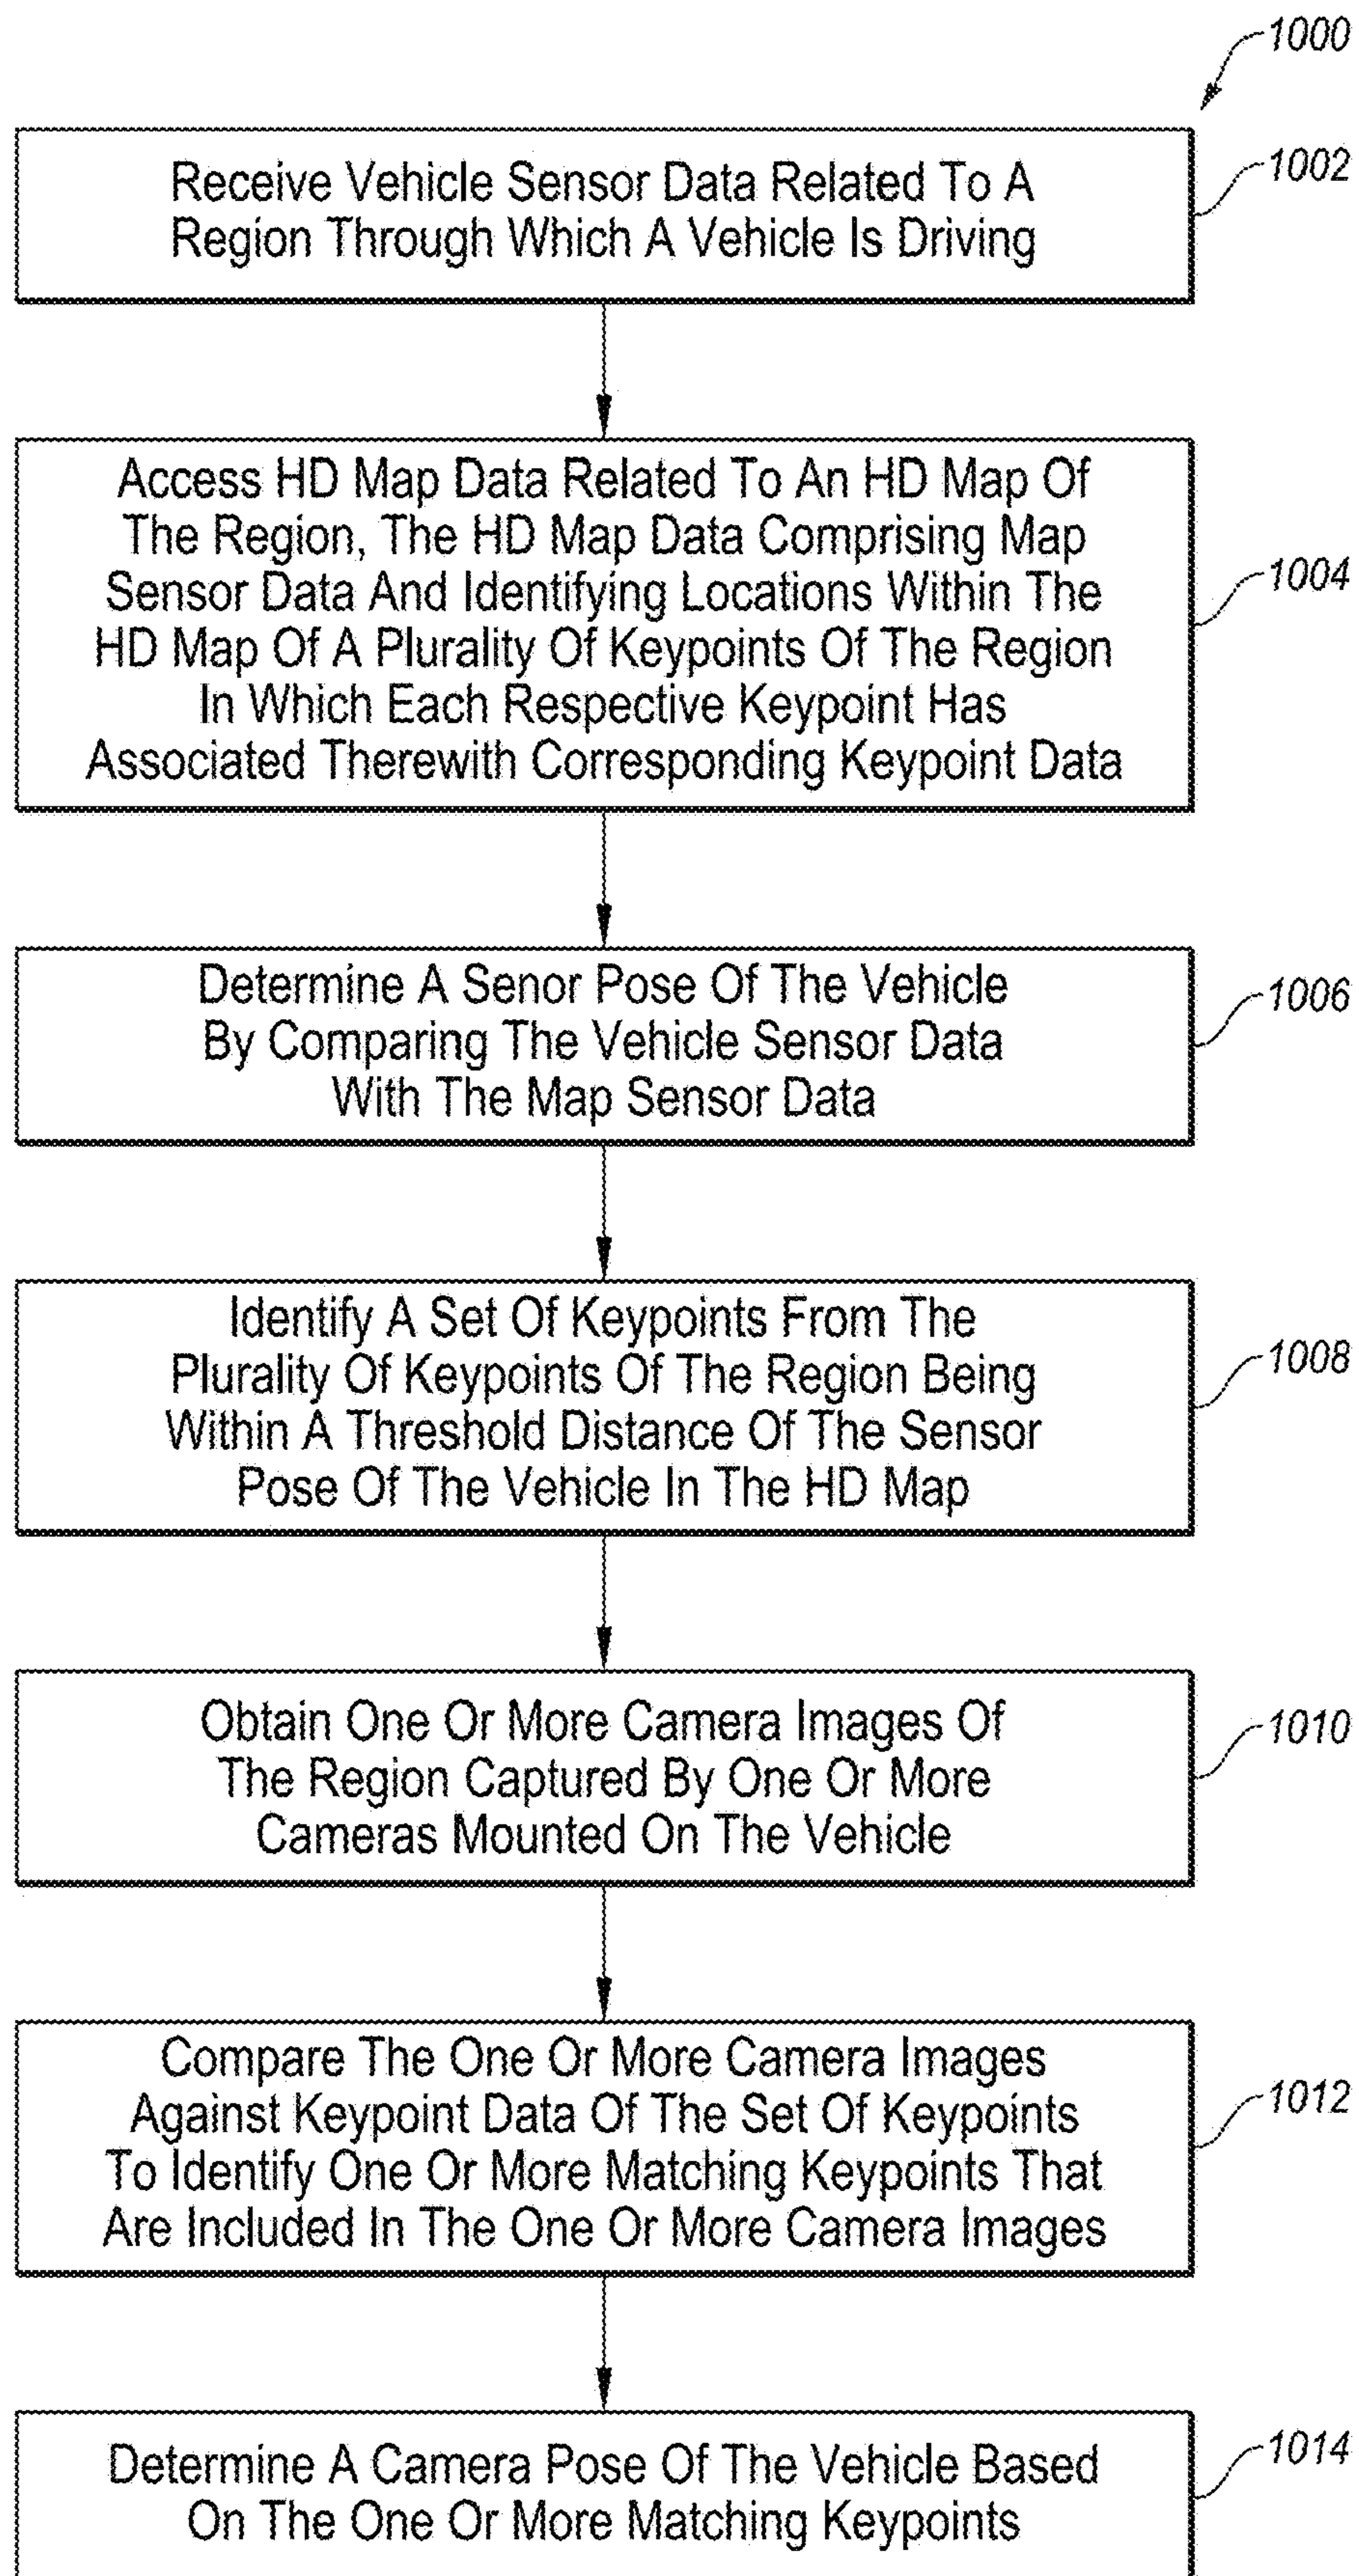 1000
Receive Vehicle Sensor Data Related To A
Region Through Which A Vehicle Is Driving
1002
Access HD Map Data Related To An HD Map Of
The Region, The HD Map Data Comprising Map
Sensor Data And Identifying Locations Within The
HD Map Of A Plurality Of Keypoints Of The Region
In Which Each Respective Keypoint Has
Associated Therewith Corresponding Keypoint Data
1004
Determine A Senor Pose Of The Vehicle
By Comparing The Vehicle Sensor Data
With The Map Sensor Data
1006
Identify A Set Of Keypoints From The
Plurality Of Keypoints Of The Region Being
Within A Threshold Distance Of The Sensor
Pose Of The Vehicle In The HD Map
1008
Obtain One Or More Camera Images Of
The Region Captured By One Or More
Cameras Mounted On The Vehicle
1010
Compare The One Or More Camera Images
Against Keypoint Data Of The Set Of Keypoints
To Identify One Or More Matching Keypoints That
Are Included In The One Or More Camera Images
1012
Determine A Camera Pose Of The Vehicle Based
On The One Or More Matching Keypoints
1014